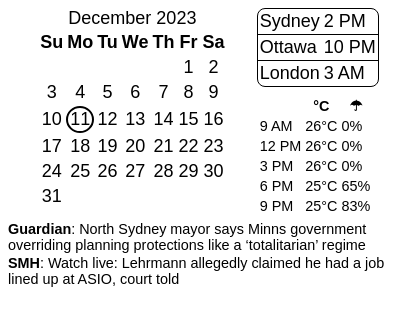 December 2023
Su Mo Tu We Th Fr Sa
1 2
3 4 5 6 7 8 9
10 11 12 13 14 15 16
17 18 19 20 21 22 23
24 25 26 27 28 29 30
31
Sydney 2 PM
Ottawa 10 PM
London 3 AM
°C ☂
9 AM 26°C 0%
12 PM 26°C 0%
3 PM 26°C 0%
6 PM 25°C 65%
9 PM 25°C 83%
Guardian: North Sydney mayor says Minns government
overriding planning protections like a ‘totalitarian’ regime
SMH: Watch live: Lehrmann allegedly claimed he had a job
lined up at ASIO, court told